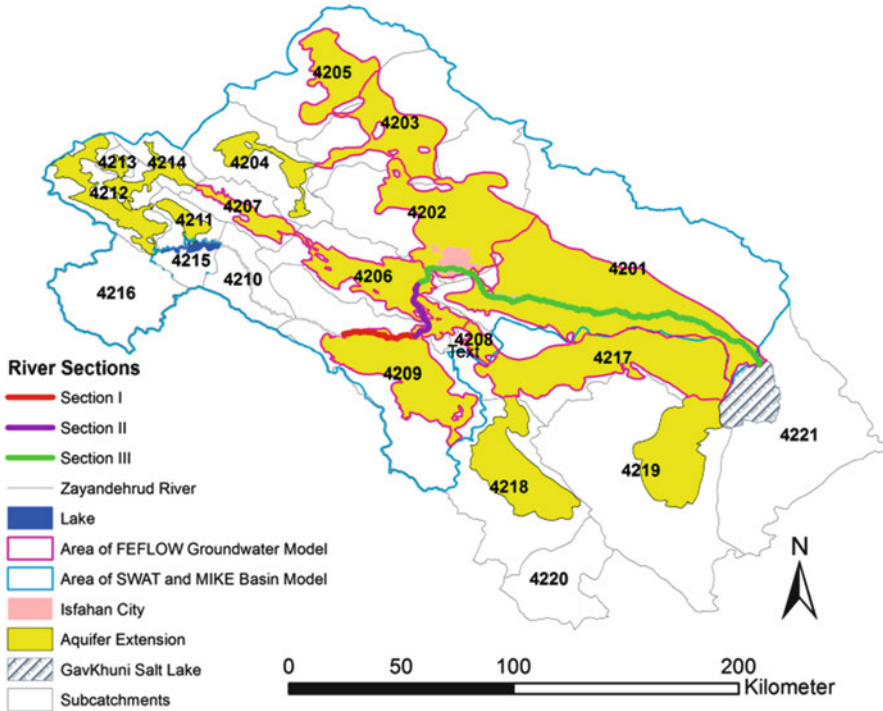 4205
4203
4213
4214
4204
4212
4207
4202
4211
4215
4201
4216
4210
4206
4208
Text
4217
4209
4221
4218
4219
4220
River Sections
Section I
Section II
Section III
Zayandehrud River
Lake
Area of FEFLOW Groundwater Model
Area of SWAT and MIKE Basin Model
Isfahan City
Aquifer Extension
GavKhuni Salt Lake
Subcatchments
N
0 50 100 200
Kilometer